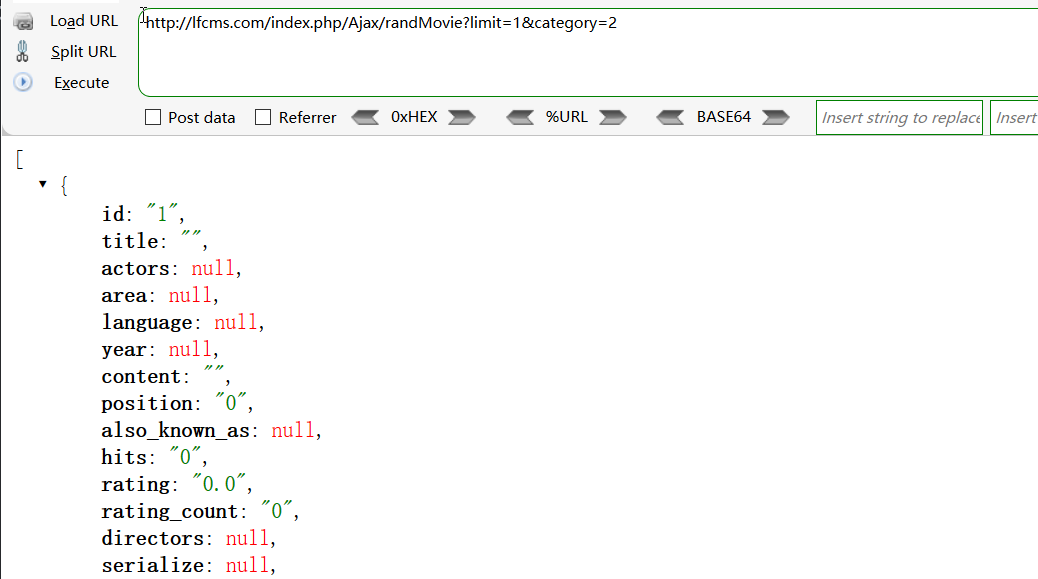 Load URL
http://lfcms.com/index.php/Ajax/randMovie?limit=1&category=2
Split URL
Execute
Post data Referrer 0xHEX %URL BASE64 Insert string to replace Insert
[
{
id: "1",
title: "",
actors: null,
area: null,
language: null,
year: null,
content: "",
position: "0",
also_known_as: null,
hits: "0",
rating: "0.0",
rating_count: "0",
directors: null,
serialize: null,